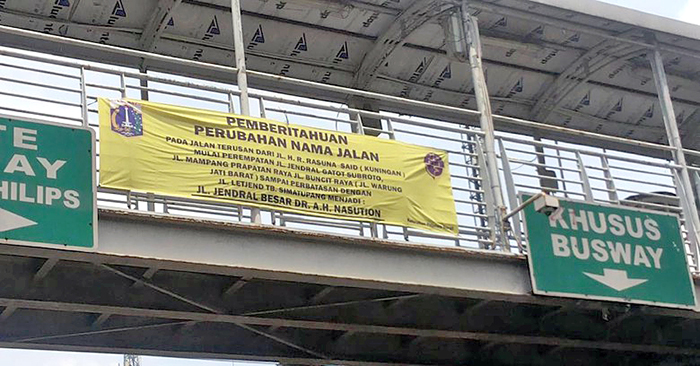 TE
AY
HILIPS
PEMBERITAHUAN
PERUBAHAN NAMA JALAN
PADA JALAN TERUSAN DARI JL. H. R. RASUNA SAID ( KUNINGAN )
MULAI PEREMPATAN JL. JENDRAL GATOT SUBROTO,
JL. MAMPANG PRAPATAN RAYA JL. BUNCIT RAYA ( JL. WARUNG
JATI BARAT ) SAMPAI PERBATASAN DENGAN
JL. LETJEND TB. SIMATUPANG MENJADI :
JL. JENDRAL BESAR DR. A.H. NASUTION
KHUSUS
BUSWAY